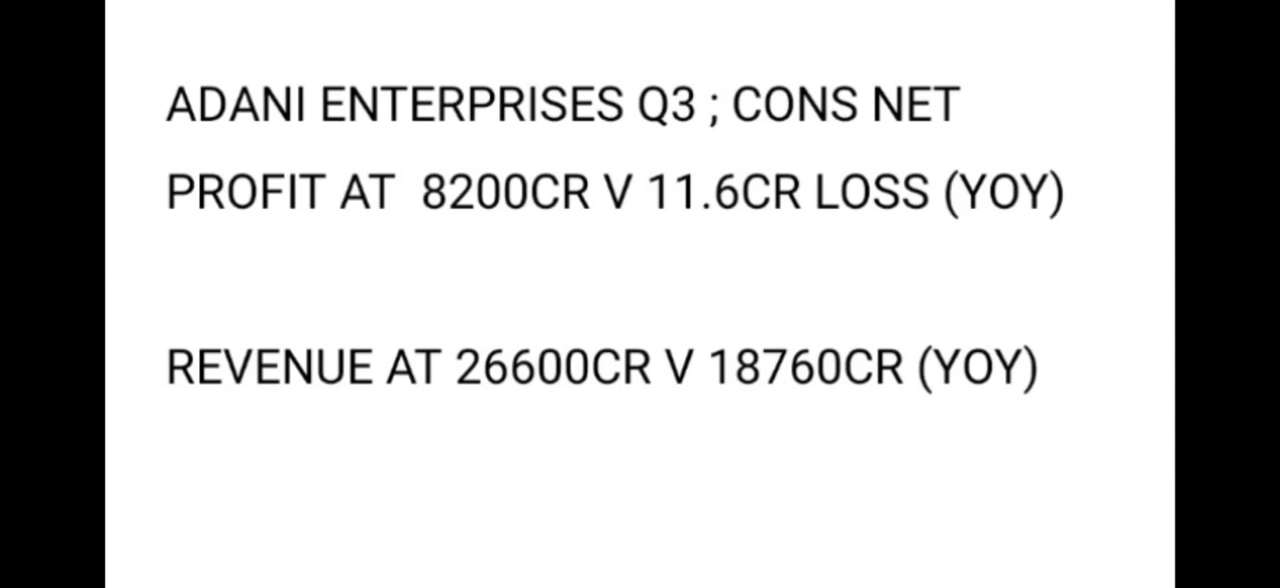 ADANI ENTERPRISES Q3 ; CONS NET
PROFIT AT 8200CR V 11.6CR LOSS (YOY)
REVENUE AT 26600CR V 18760CR (YOY)